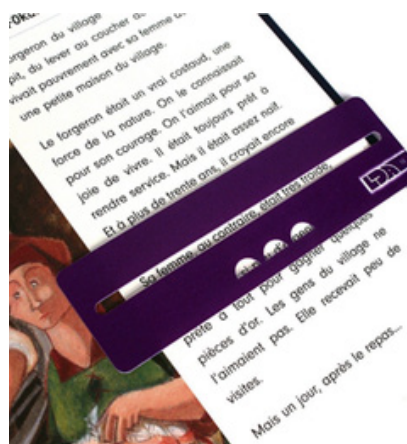 orgeron du village
oit, du lever au coucher d
vivait pauvrement avec sa femme d
une petite maison du village.
Le forgeron était un vrai costaud, une
force de la nature. On le connaissait
pour son courage. On l'aimait pour sa
joie de vivre. Il était toujours prêt à
rendre service. Mais il était assez naïf.
Et à plus de trente ans, il croyait encore
Sa femme, au contraire, était très froide,
prête à tout pour gagner quelques
pièces d'or. Les gens du village ne
l'aimaient pas. Elle recevait peu de
visites.
Mais un jour, après le repas...